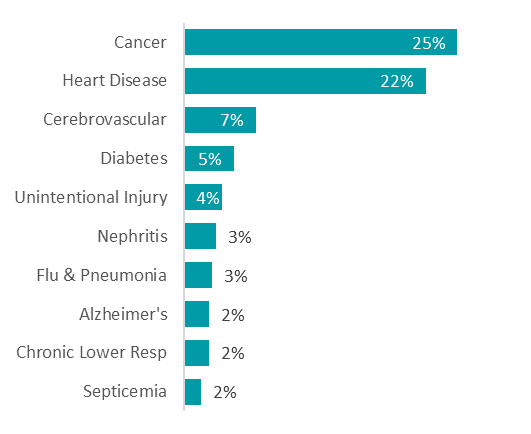 Cancer 25%
Heart Disease 22%
Cerebrovascular 7%
Diabetes 5%
Unintentional Injury 4%
Nephritis 3%
Flu & Pneumonia 3%
Alzheimer's 2%
Chronic Lower Resp 2%
Septicemia 2%